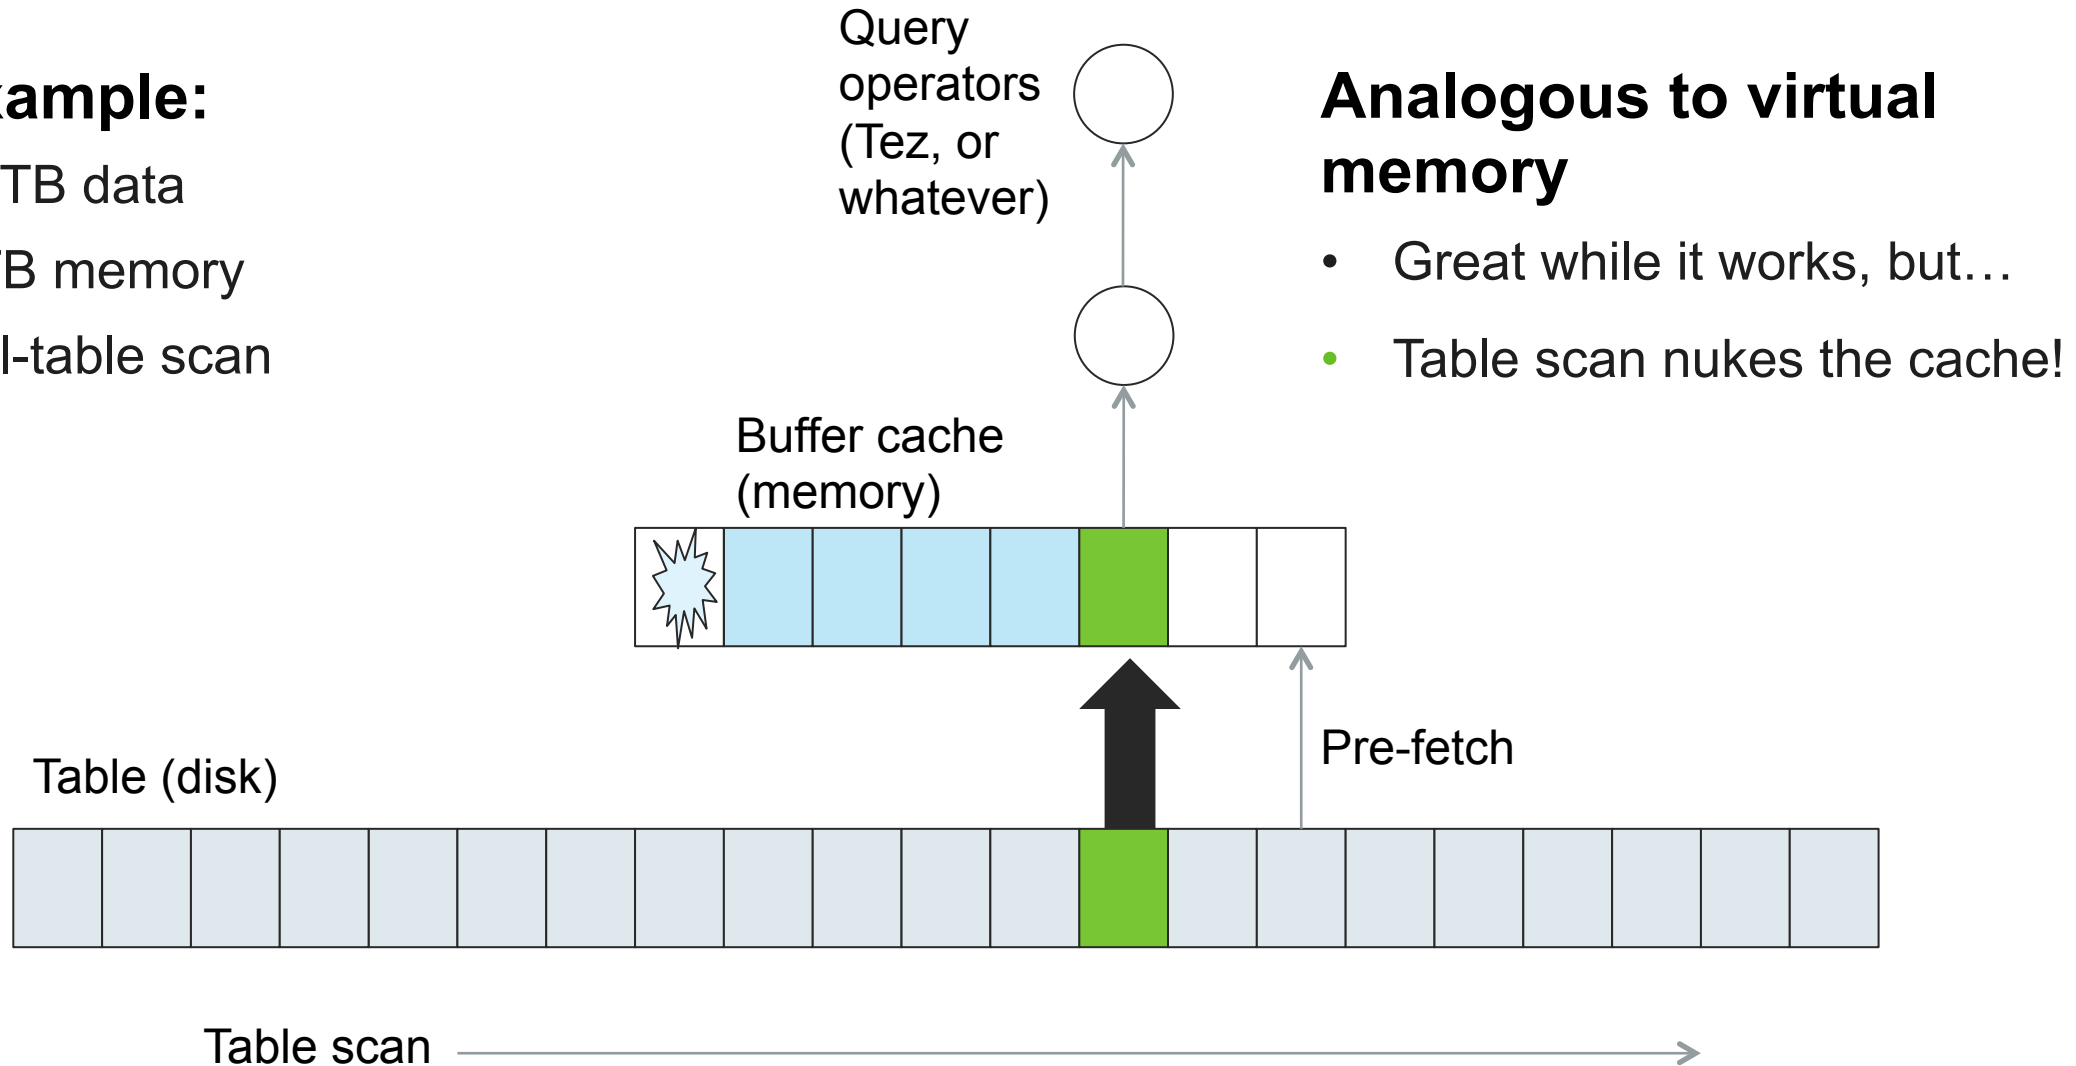 xample:
TB data
B memory
l-table scan
Query
operators
(Tez, or
whatever)
Analogous to virtual
memory
• Great while it works, but…
• Table scan nukes the cache!
Buffer cache
(memory)
Pre-fetch
Table (disk)
Table scan